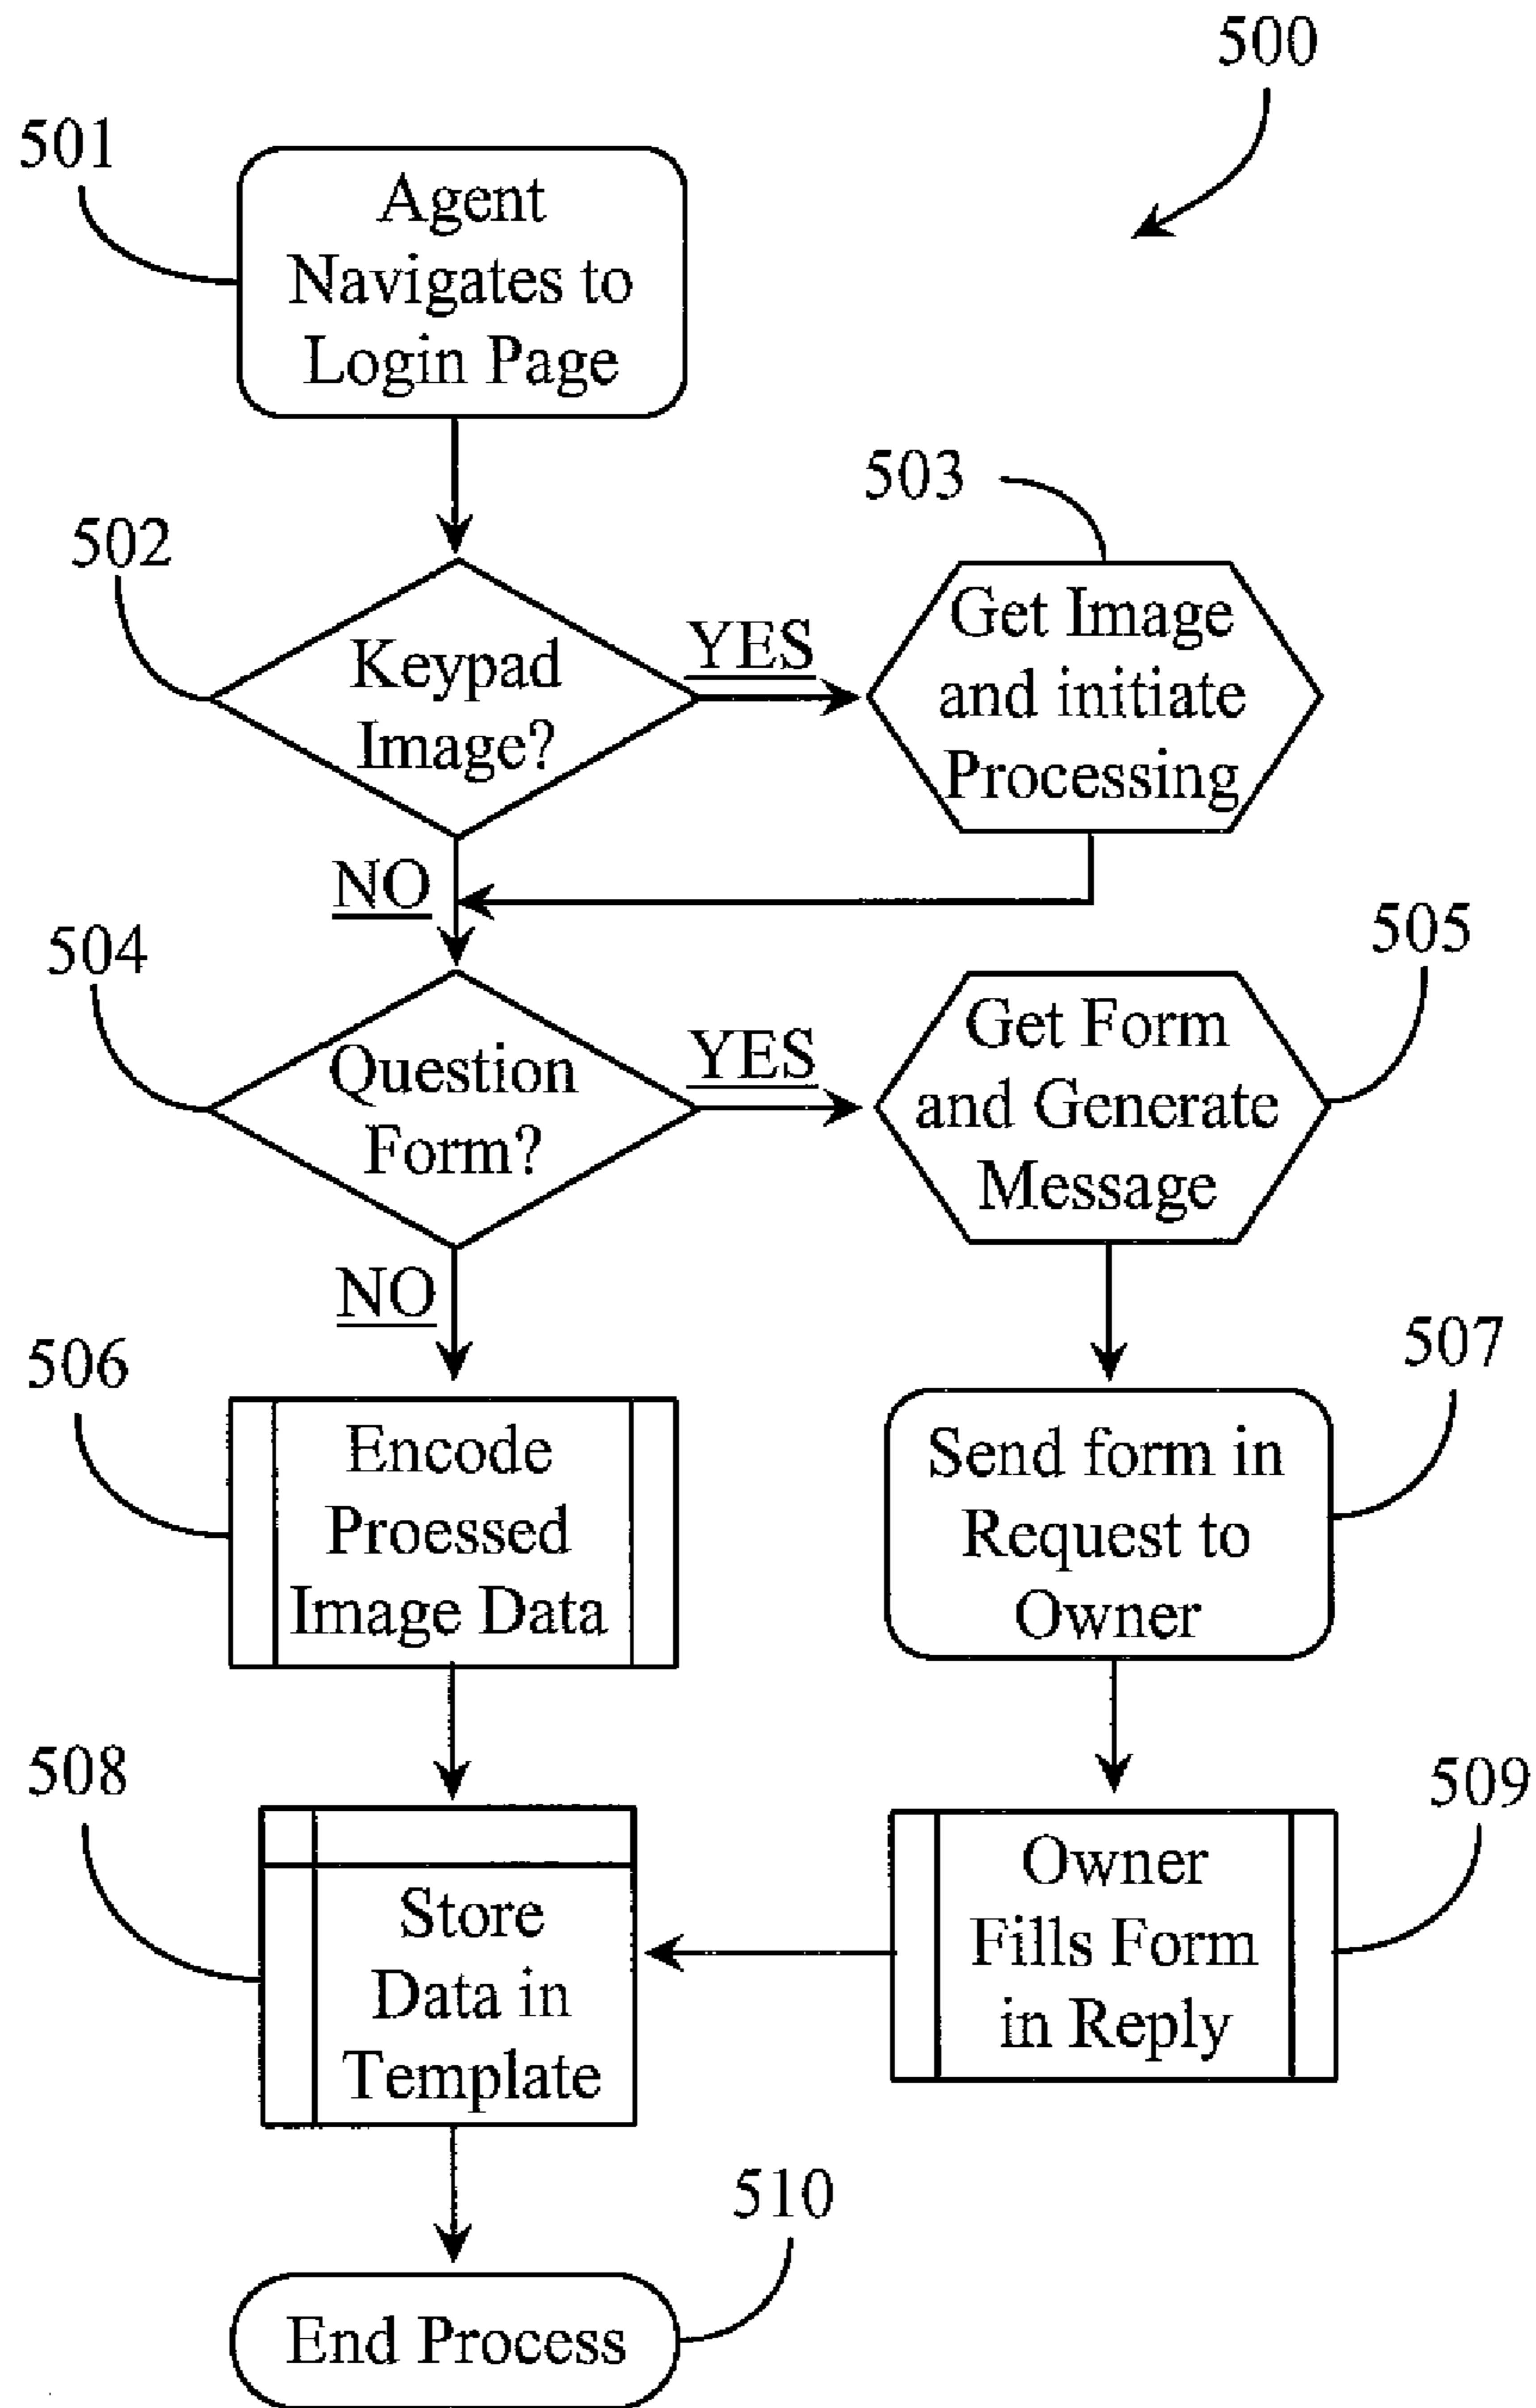 500
501
Agent
Navigates to
Login Page
502
Keypad
Image?
YES
503
Get Image
and initiate
Processing
NO
504
Question
Form?
YES
505
Get Form
and Generate
Message
NO
506
Encode
Proessed
Image Data
507
Send form in
Request to
Owner
508
Store
Data in
Template
509
Owner
Fills Form
in Reply
510
End Process